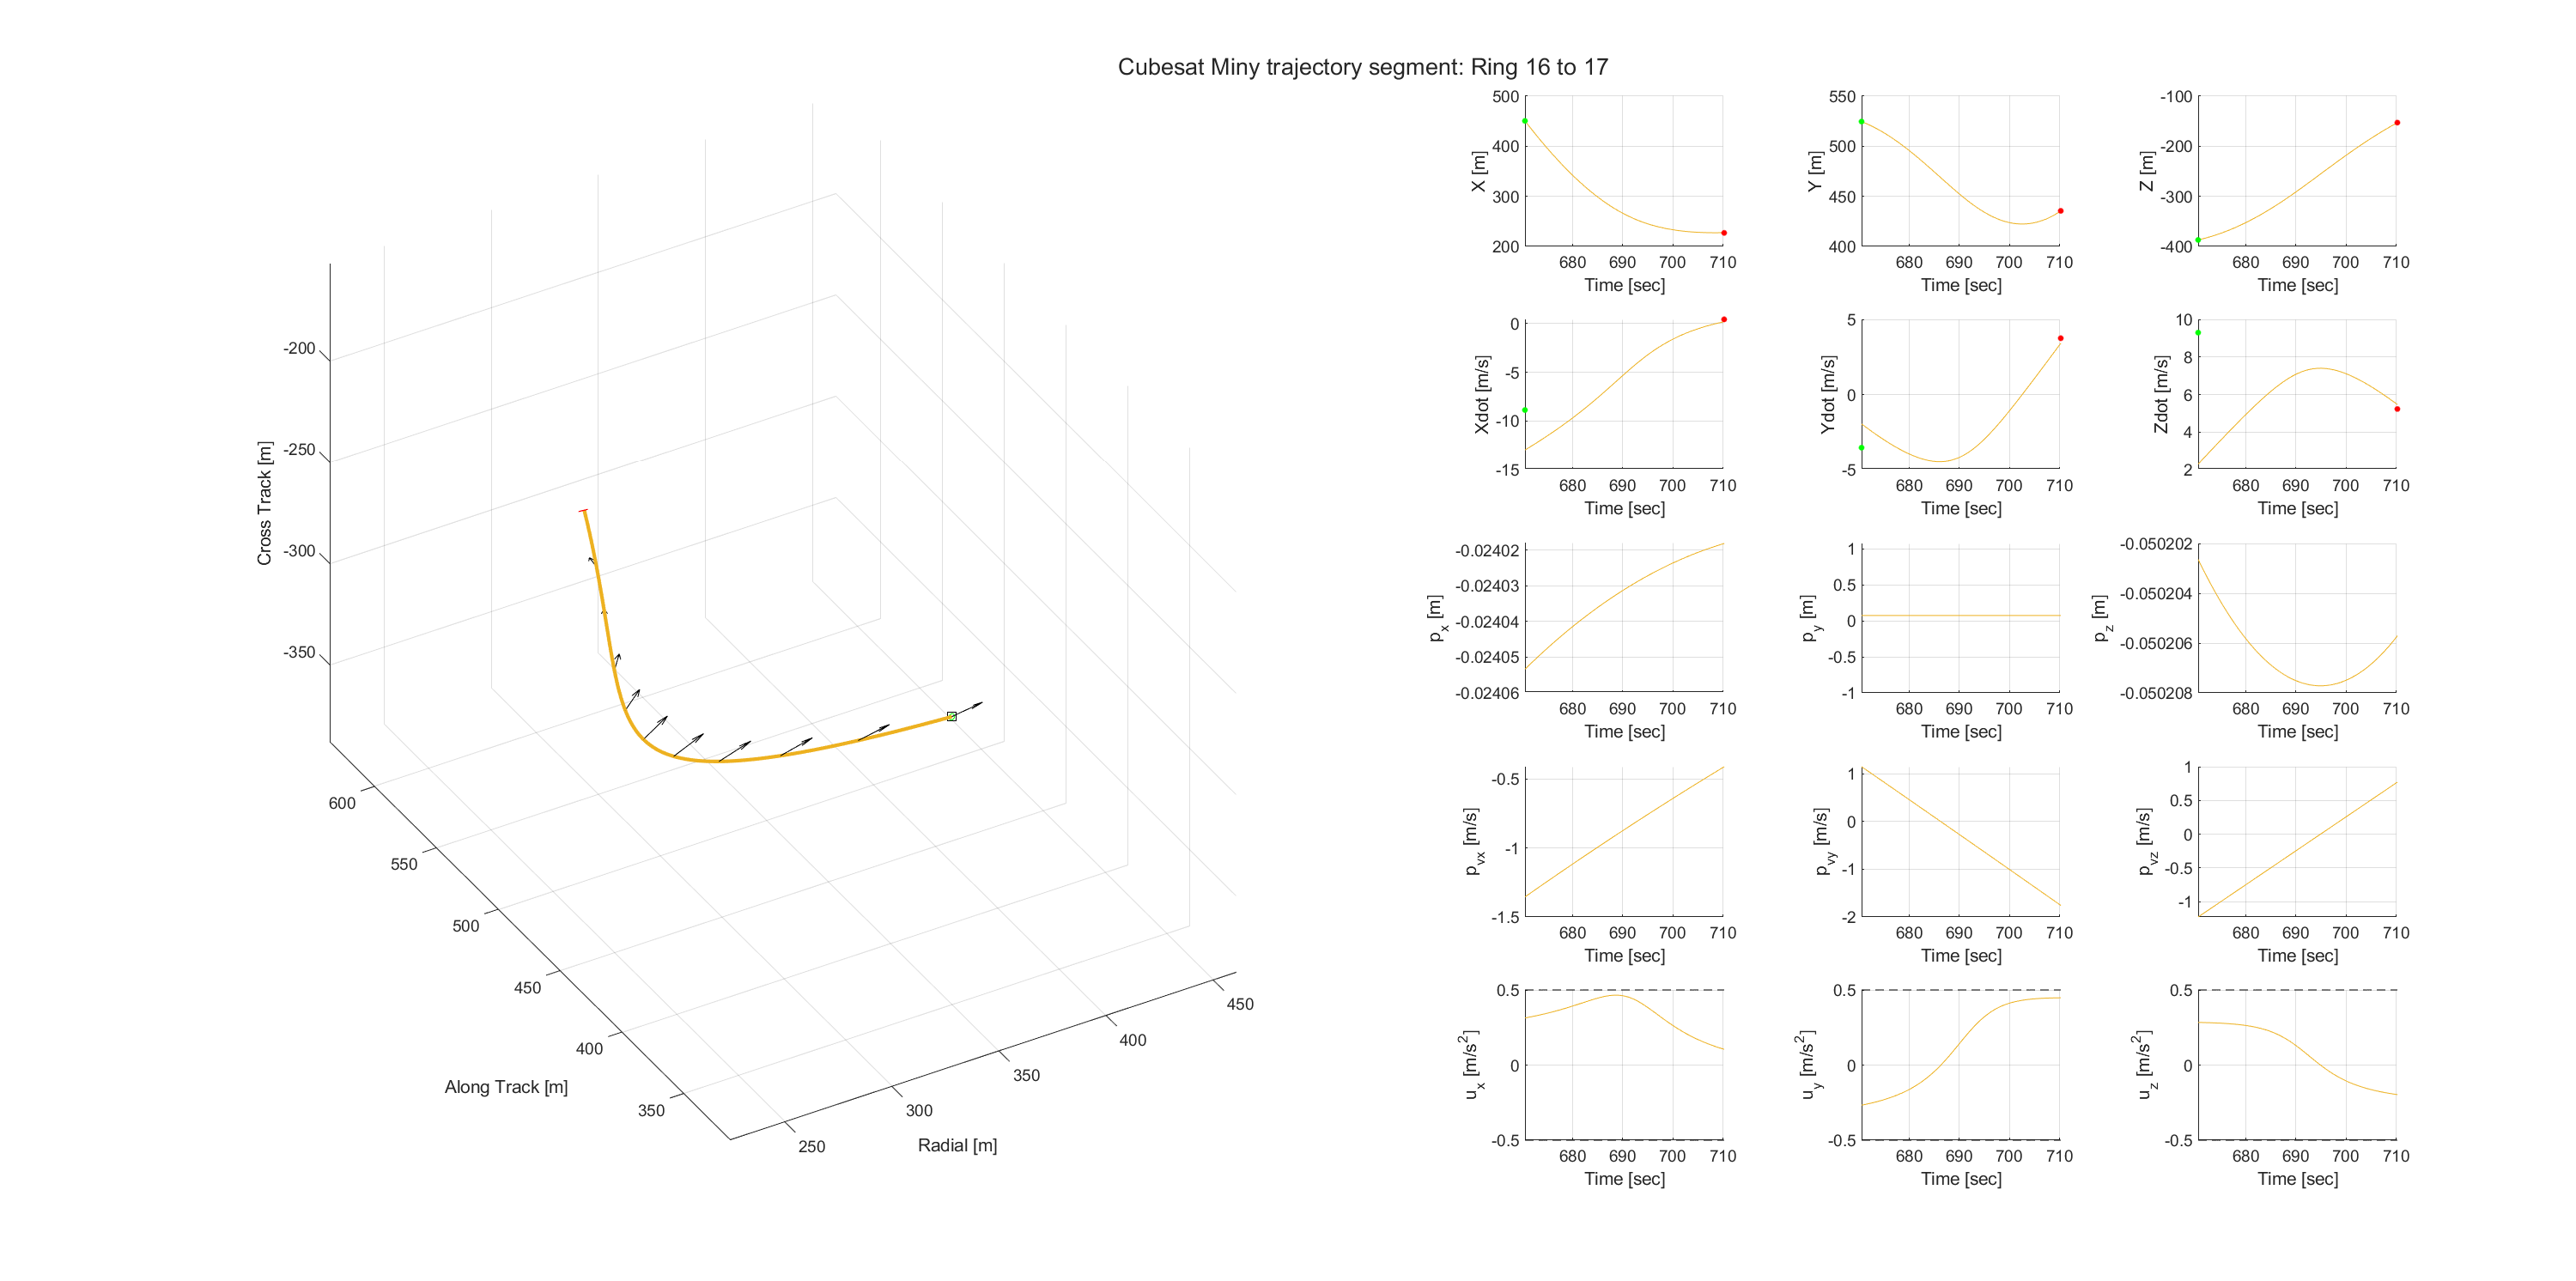 Cubesat Miny trajectory segment: Ring 16 to 17
-200
-250
-300
-350
Cross Track [m]
600
550
500
450
400
350
Along Track [m]
250
300
350
400
450
Radial [m]
500
400
300
200
X [m]
680 690 700 710
Time [sec]
550
500
450
400
Y [m]
680 690 700 710
Time [sec]
-100
-200
-300
-400
Z [m]
680 690 700 710
Time [sec]
0
-5
-10
-15
Xdot [m/s]
680 690 700 710
Time [sec]
5
0
-5
Ydot [m/s]
680 690 700 710
Time [sec]
10
8
6
4
2
Zdot [m/s]
680 690 700 710
Time [sec]
-0.02402
-0.02403
-0.02404
-0.02405
-0.02406
p_x [m]
680 690 700 710
Time [sec]
1
0.5
0
-0.5
-1
p_y [m]
680 690 700 710
Time [sec]
-0.050202
-0.050204
-0.050206
-0.050208
p_z [m]
680 690 700 710
Time [sec]
-0.5
-1
-1.5
p_vx [m/s]
680 690 700 710
Time [sec]
1
0
-1
-2
p_vy [m/s]
680 690 700 710
Time [sec]
1
0.5
0
-0.5
-1
p_vz [m/s]
680 690 700 710
Time [sec]
0.5
0
-0.5
u_x [m/s²]
680 690 700 710
Time [sec]
0.5
0
-0.5
u_y [m/s²]
680 690 700 710
Time [sec]
0.5
0
-0.5
u_z [m/s²]
680 690 700 710
Time [sec]